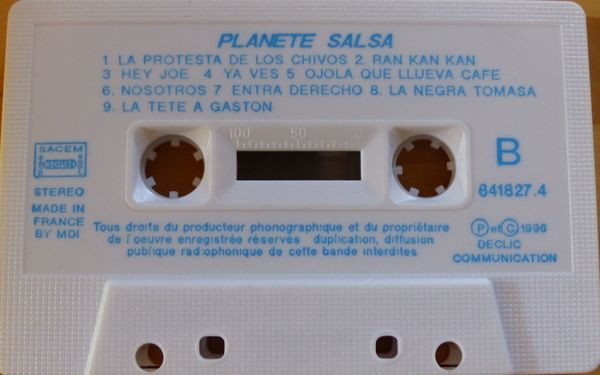 PLANETE SALSA
1 LA PROTESTA DE LOS CHIVOS 2. RAN KAN KAN
3 HEY JOE 4 YA VES 5 OJOLA QUE LLUEVA CAFE
6. NOSOTROS 7 ENTRA DERECHO 8. LA NEGRA TOMASA
9. LA TETE A GASTON
100 50 0
SACEM
SDRM
STEREO
MADE IN
FRANCE
BY MDI
B
841827.4
Tous droits du producteur phonographique et du propriétaire
de l'oeuvre enregistrée réservés duplication, diffusion
publique radiophonique de cette bande interdites
P et C 1996
DECLIC
COMMUNICATION